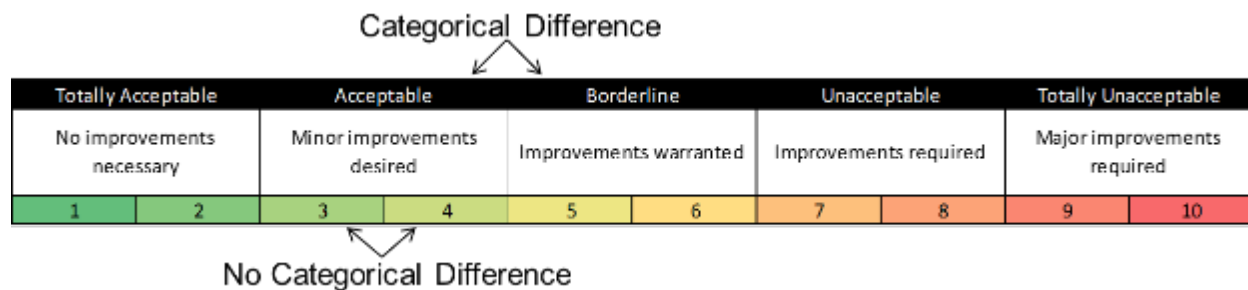 Categorical Difference
Totally Acceptable Acceptable Borderline Unacceptable Totally Unacceptable
No improvements necessary Minor improvements desired Improvements warranted Improvements required Major improvements required
1 2 3 4 5 6 7 8 9 10
No Categorical Difference